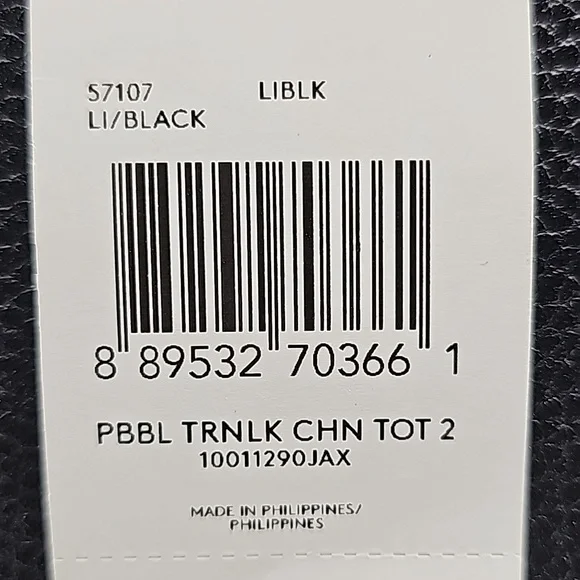 57107 LIBLK
LI/BLACK
8 89532 70366 1
PBBL TRNLK CHN TOT 2
10011290JAX
MADE IN PHILIPPINES/
PHILIPPINES